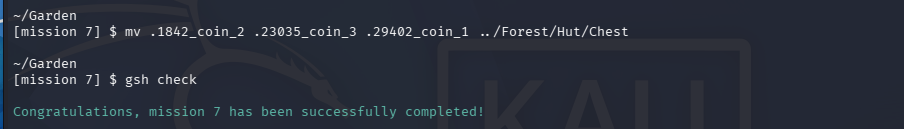 ~/Garden
[mission 7] $ mv .1842_coin_2 .23035_coin_3 .29402_coin_1 ../Forest/Hut/Chest
~/Garden
[mission 7] $ gsh check
Congratulations, mission 7 has been successfully completed!
KALI